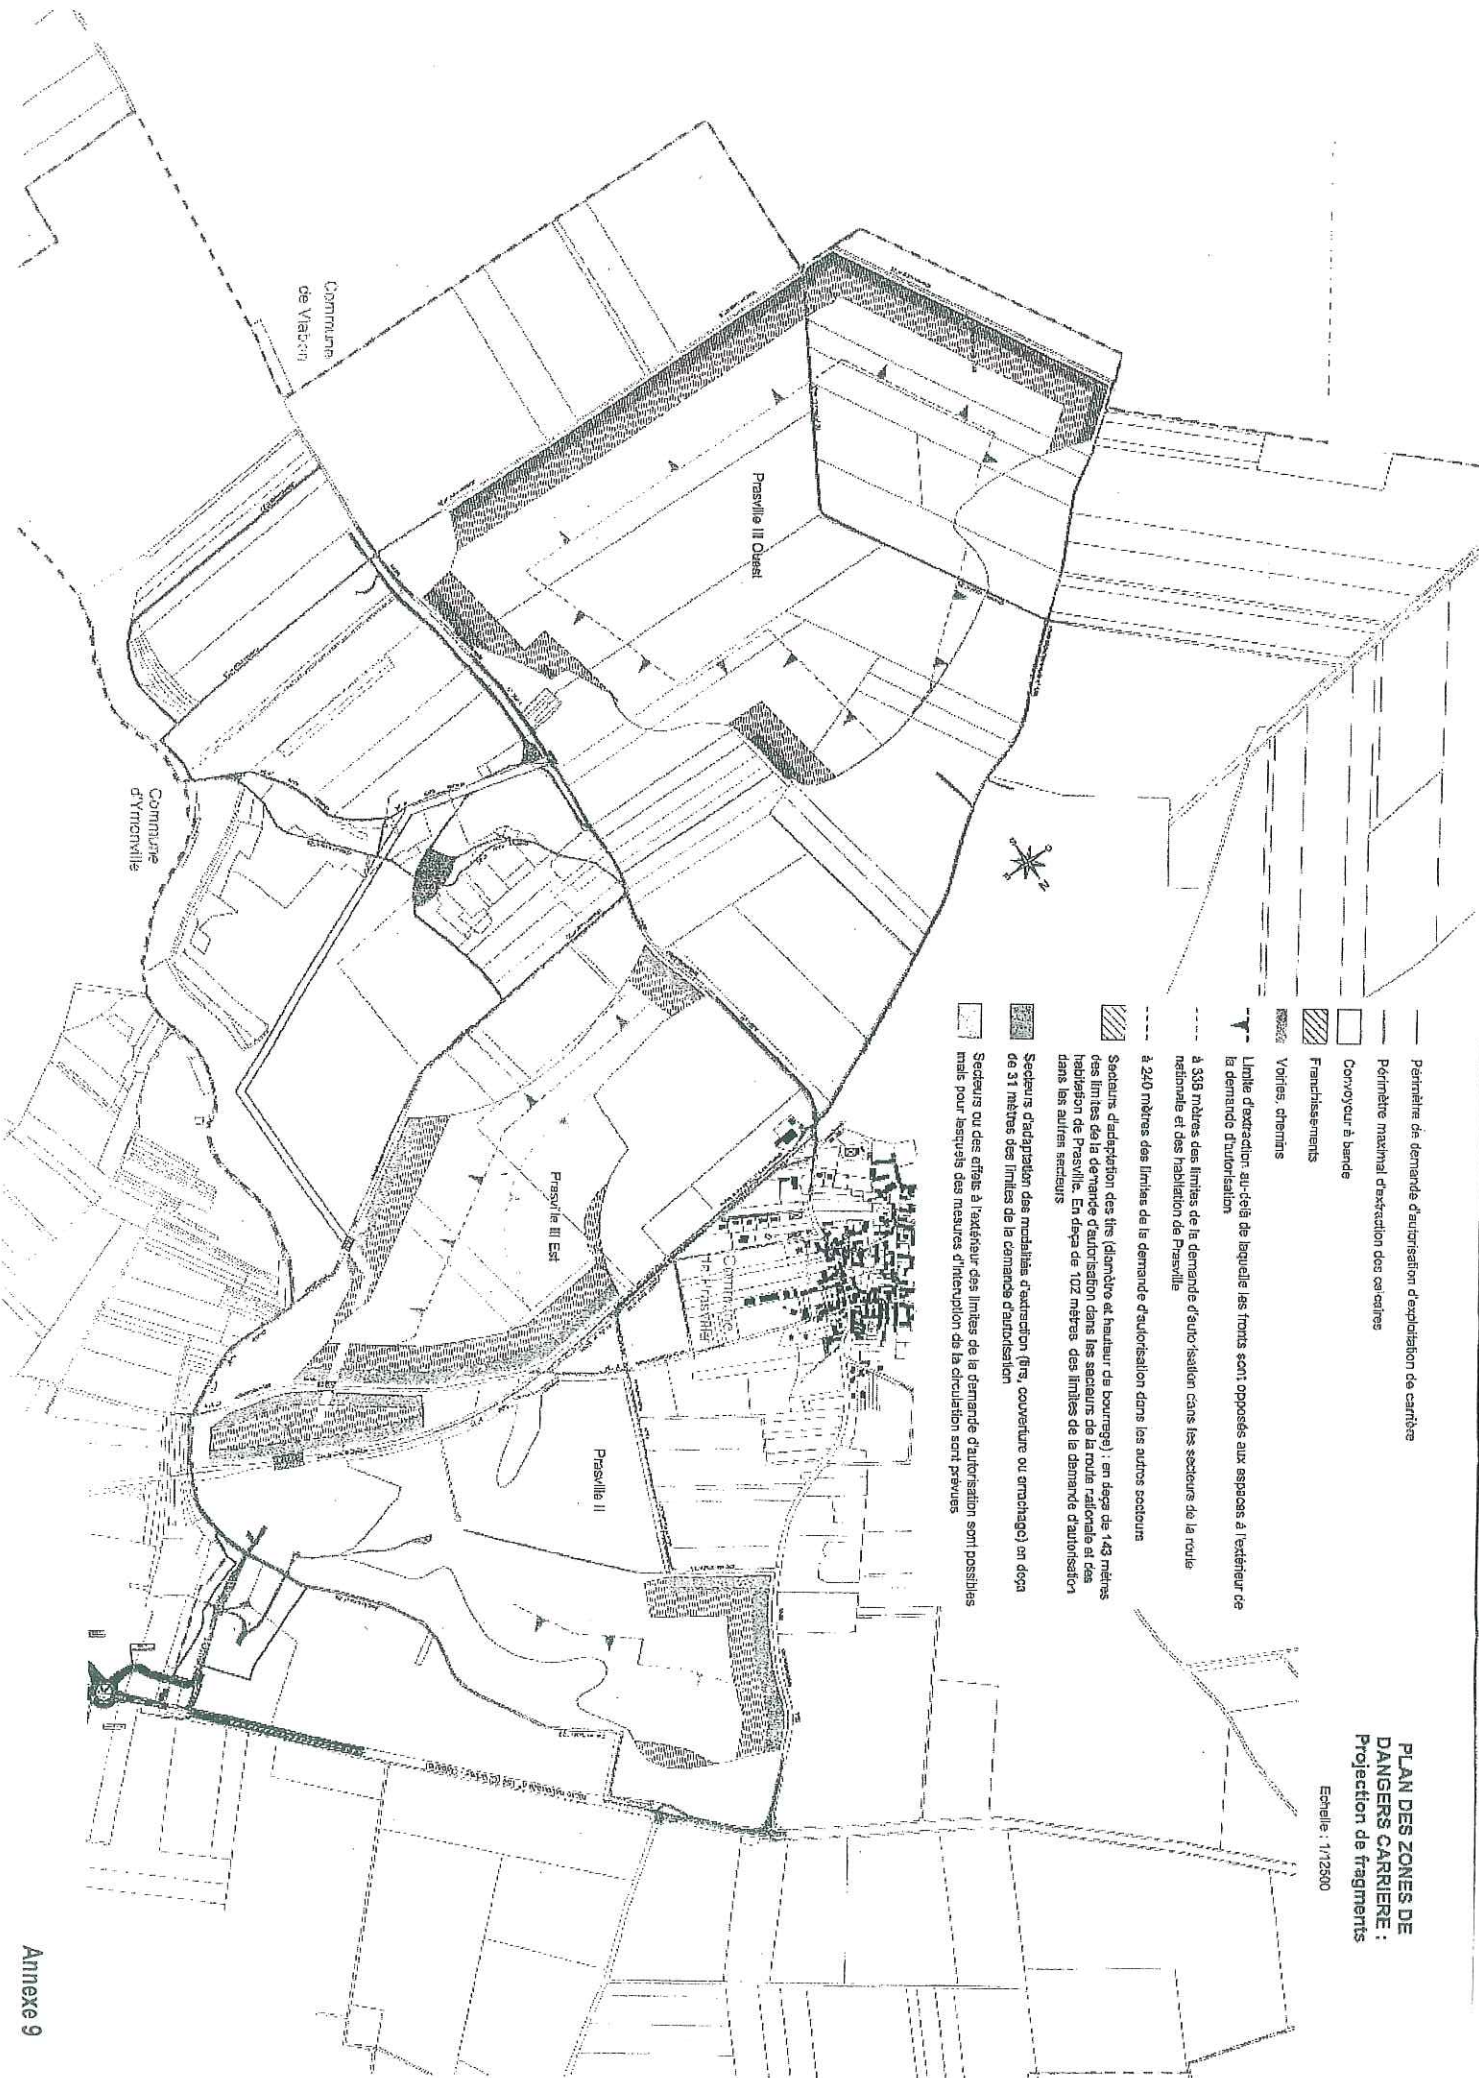 PLAN DES ZONES DE
DANGERS CARRIERE :
Projection de fragments
Echelle : 1/12500
Périmètre de demande d'autorisation d'exploitation de carrière
Périmètre maximal d'extraction des calcaires
Convoyeur à bande
Franchissements
Voiries, chemins
Limite d'extraction au-delà de laquelle les fronts sont opposés aux espaces à l'extérieur de
la demande d'autorisation
à 336 mètres des limites de la demande d'autorisation dans les secteurs de la route
nationale et des habitation de Prasville
à 240 mètres des limites de la demande d'autorisation dans les autres secteurs
Secteurs d'adaptation des tirs (diamètre et hauteur de bourrage) : en deça de 143 mètres
des limites de la demande d'autorisation dans les secteurs de la route nationale et des
habitation de Prasville. En deça de 102 mètres des limites de la demande d'autorisation
dans les autres secteurs
Secteurs d'adaptation des modalités d'extraction (tirs, couverture ou arrachage) en deça
de 31 mètres des limites de la demande d'autorisation
Secteurs ou des effets à l'extérieur des limites de la demande d'autorisation sont possibles
mais pour lesquels des mesures d'interuption de la circulation sont prévues
N
Commune
de Viabon
Prasville III Ouest
Commune
d'Ymonville
Prasville III Est
Commune
de Prasville
Prasville II
Annexe 9